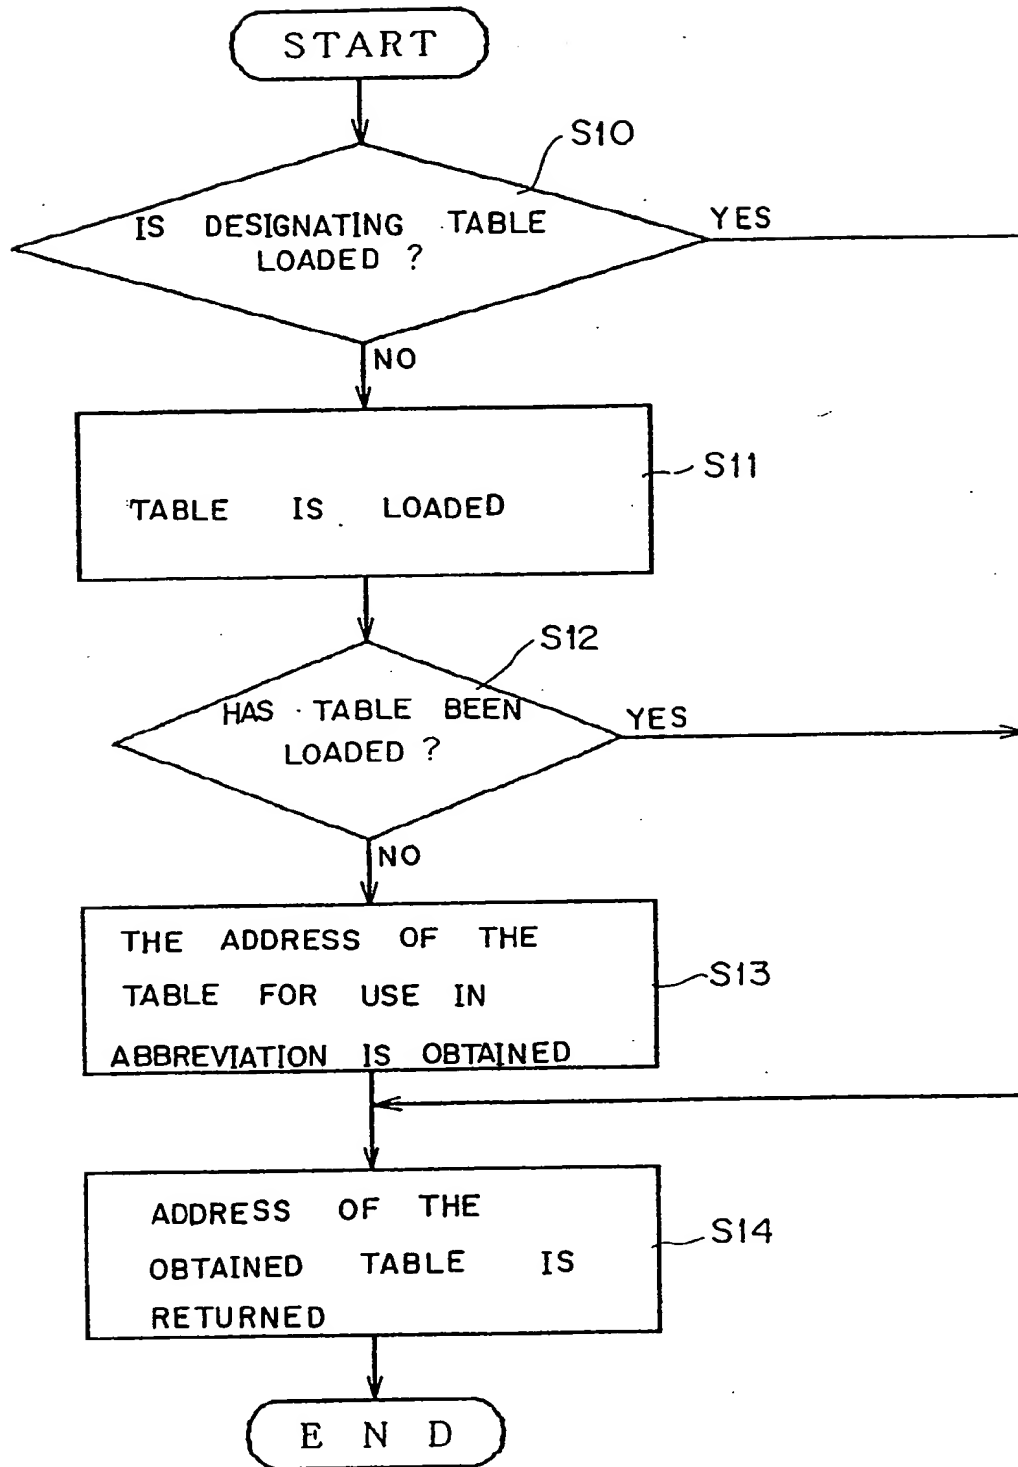 START
S10
IS DESIGNATING TABLE
LOADED ?
YES
NO
S11
TABLE IS LOADED
S12
HAS TABLE BEEN
LOADED ?
YES
NO
THE ADDRESS OF THE
TABLE FOR USE IN
ABBREVIATION IS OBTAINED
S13
ADDRESS OF THE
OBTAINED TABLE IS
RETURNED
S14
END